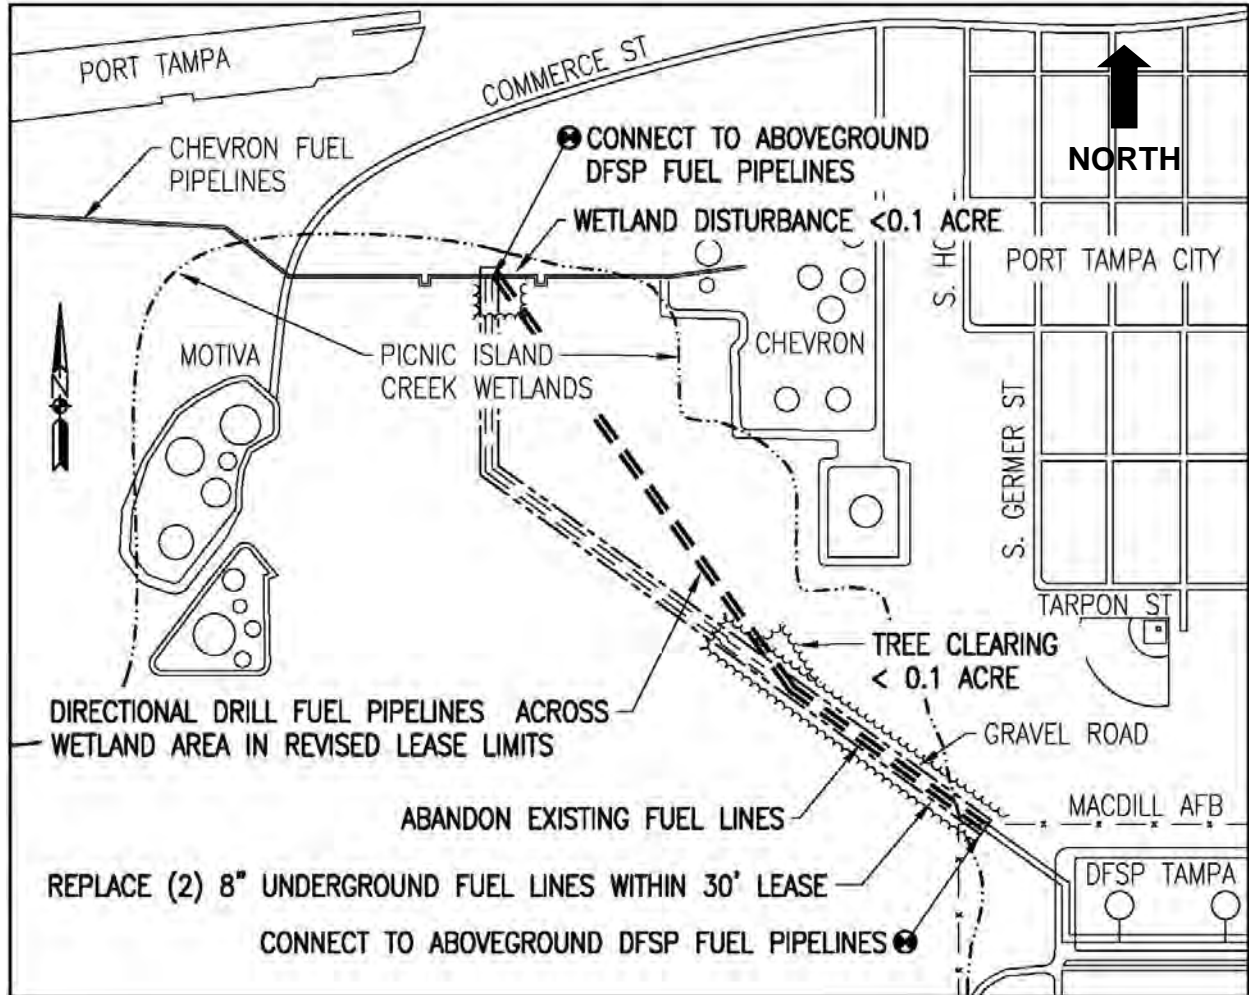 PORT TAMPA
COMMERCE ST
CHEVRON FUEL
PIPELINES
CONNECT TO ABOVEGROUND
DFSP FUEL PIPELINES
NORTH
WETLAND DISTURBANCE <0.1 ACRE
S. HO
PORT TAMPA CITY
N
MOTIVA
PICNIC ISLAND
CREEK WETLANDS
CHEVRON
S. GERMER ST
TARPON ST
TREE CLEARING
< 0.1 ACRE
DIRECTIONAL DRILL FUEL PIPELINES ACROSS
WETLAND AREA IN REVISED LEASE LIMITS
GRAVEL ROAD
ABANDON EXISTING FUEL LINES
MACDILL AFB
REPLACE (2) 8" UNDERGROUND FUEL LINES WITHIN 30' LEASE
DFSP TAMPA
CONNECT TO ABOVEGROUND DFSP FUEL PIPELINES